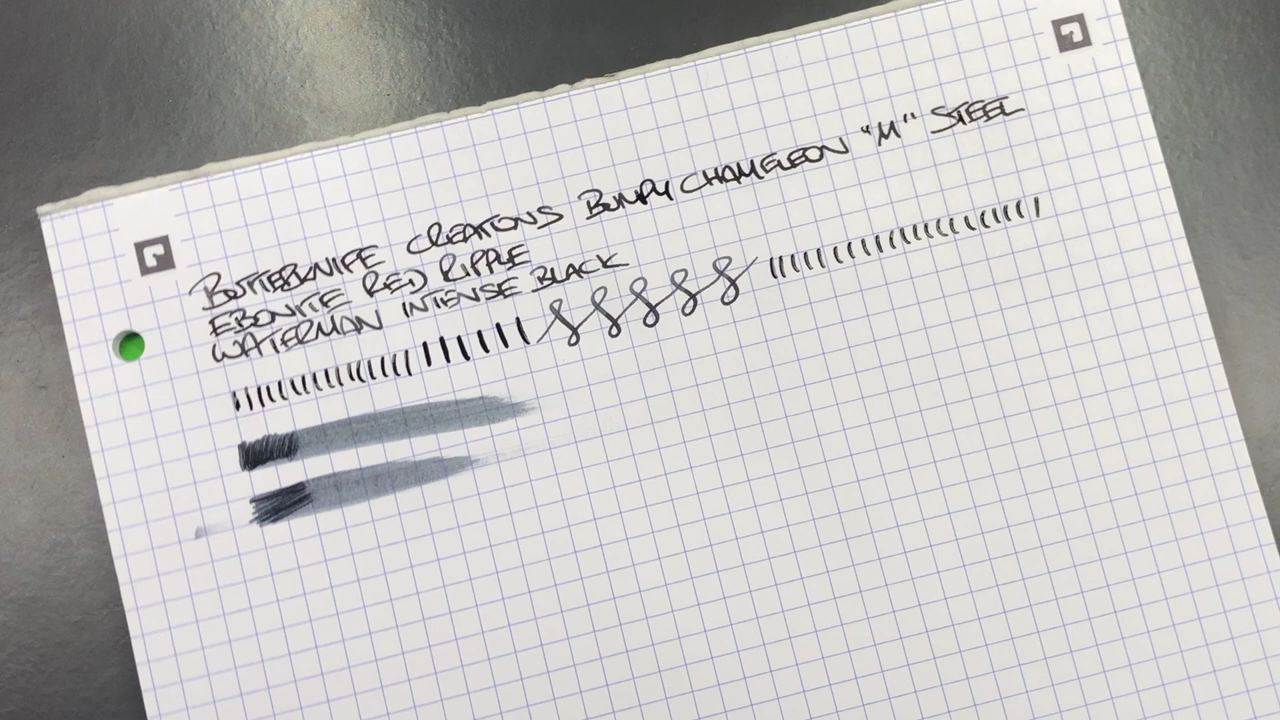 BUTTERKNIFE CREATIONS BUMPY CHAMELEON "M" STEEL
EBONITE RED RIPPLE
WATERMAN INTENSE BLACK